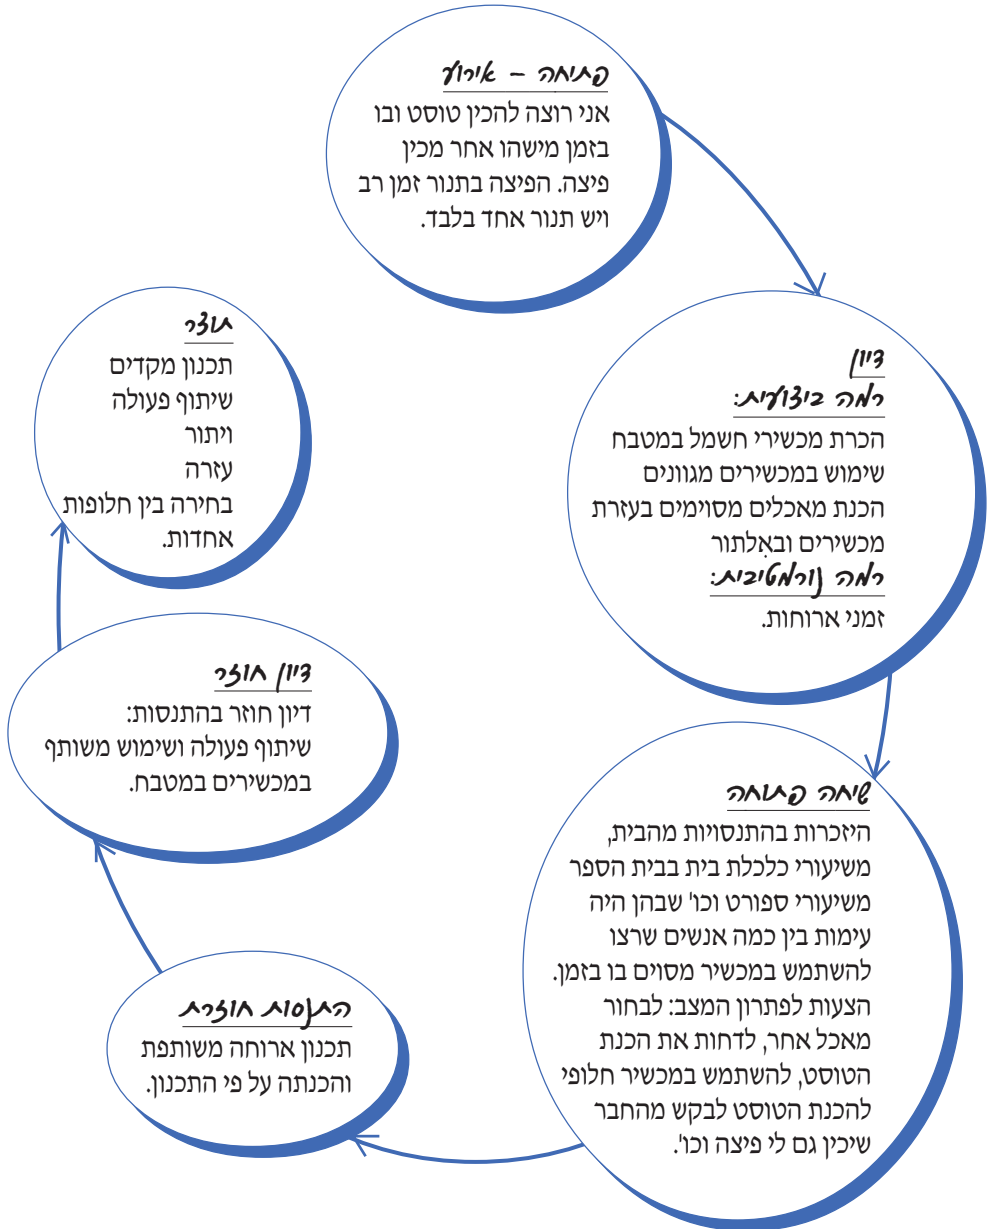 פתיחה – אירוע
אני רוצה להכין טוסט ובו
בזמן מישהו אחר מכין
פיצה. הפיצה בתנור זמן רב
ויש תנור אחד בלבד.
דיון
רמה ביצועית:
הכרת מכשירי חשמל במטבח
שימוש במכשירים מגוונים
הכנת מאכלים מסוימים בעזרת
מכשירים ובאִלתור
רמה נורמטיבית:
זמני ארוחות.
שיחה פתוחה
היזכרות בהתנסויות מהבית,
משיעורי כלכלת בית בבית הספר
משיעורי ספורט וכו' שבהן היה
עימות בין כמה אנשים שרצו
להשתמש במכשיר מסוים בו בזמן.
הצעות לפתרון המצב: לבחור
מאכל אחר, לדחות את הכנת
הטוסט, להשתמש במכשיר חלופי
להכנת הטוסט לבקש מהחבר
שיכין גם לי פיצה וכו'.
התנסות חוזרת
תכנון ארוחה משותפת
והכנתה על פי התכנון.
דיון חוזר
דיון חוזר בהתנסות:
שיתוף פעולה ושימוש משותף
במכשירים במטבח.
תוצר
תכנון מקדים
שיתוף פעולה
ויתור
עזרה
בחירה בין חלופות
אחדות.